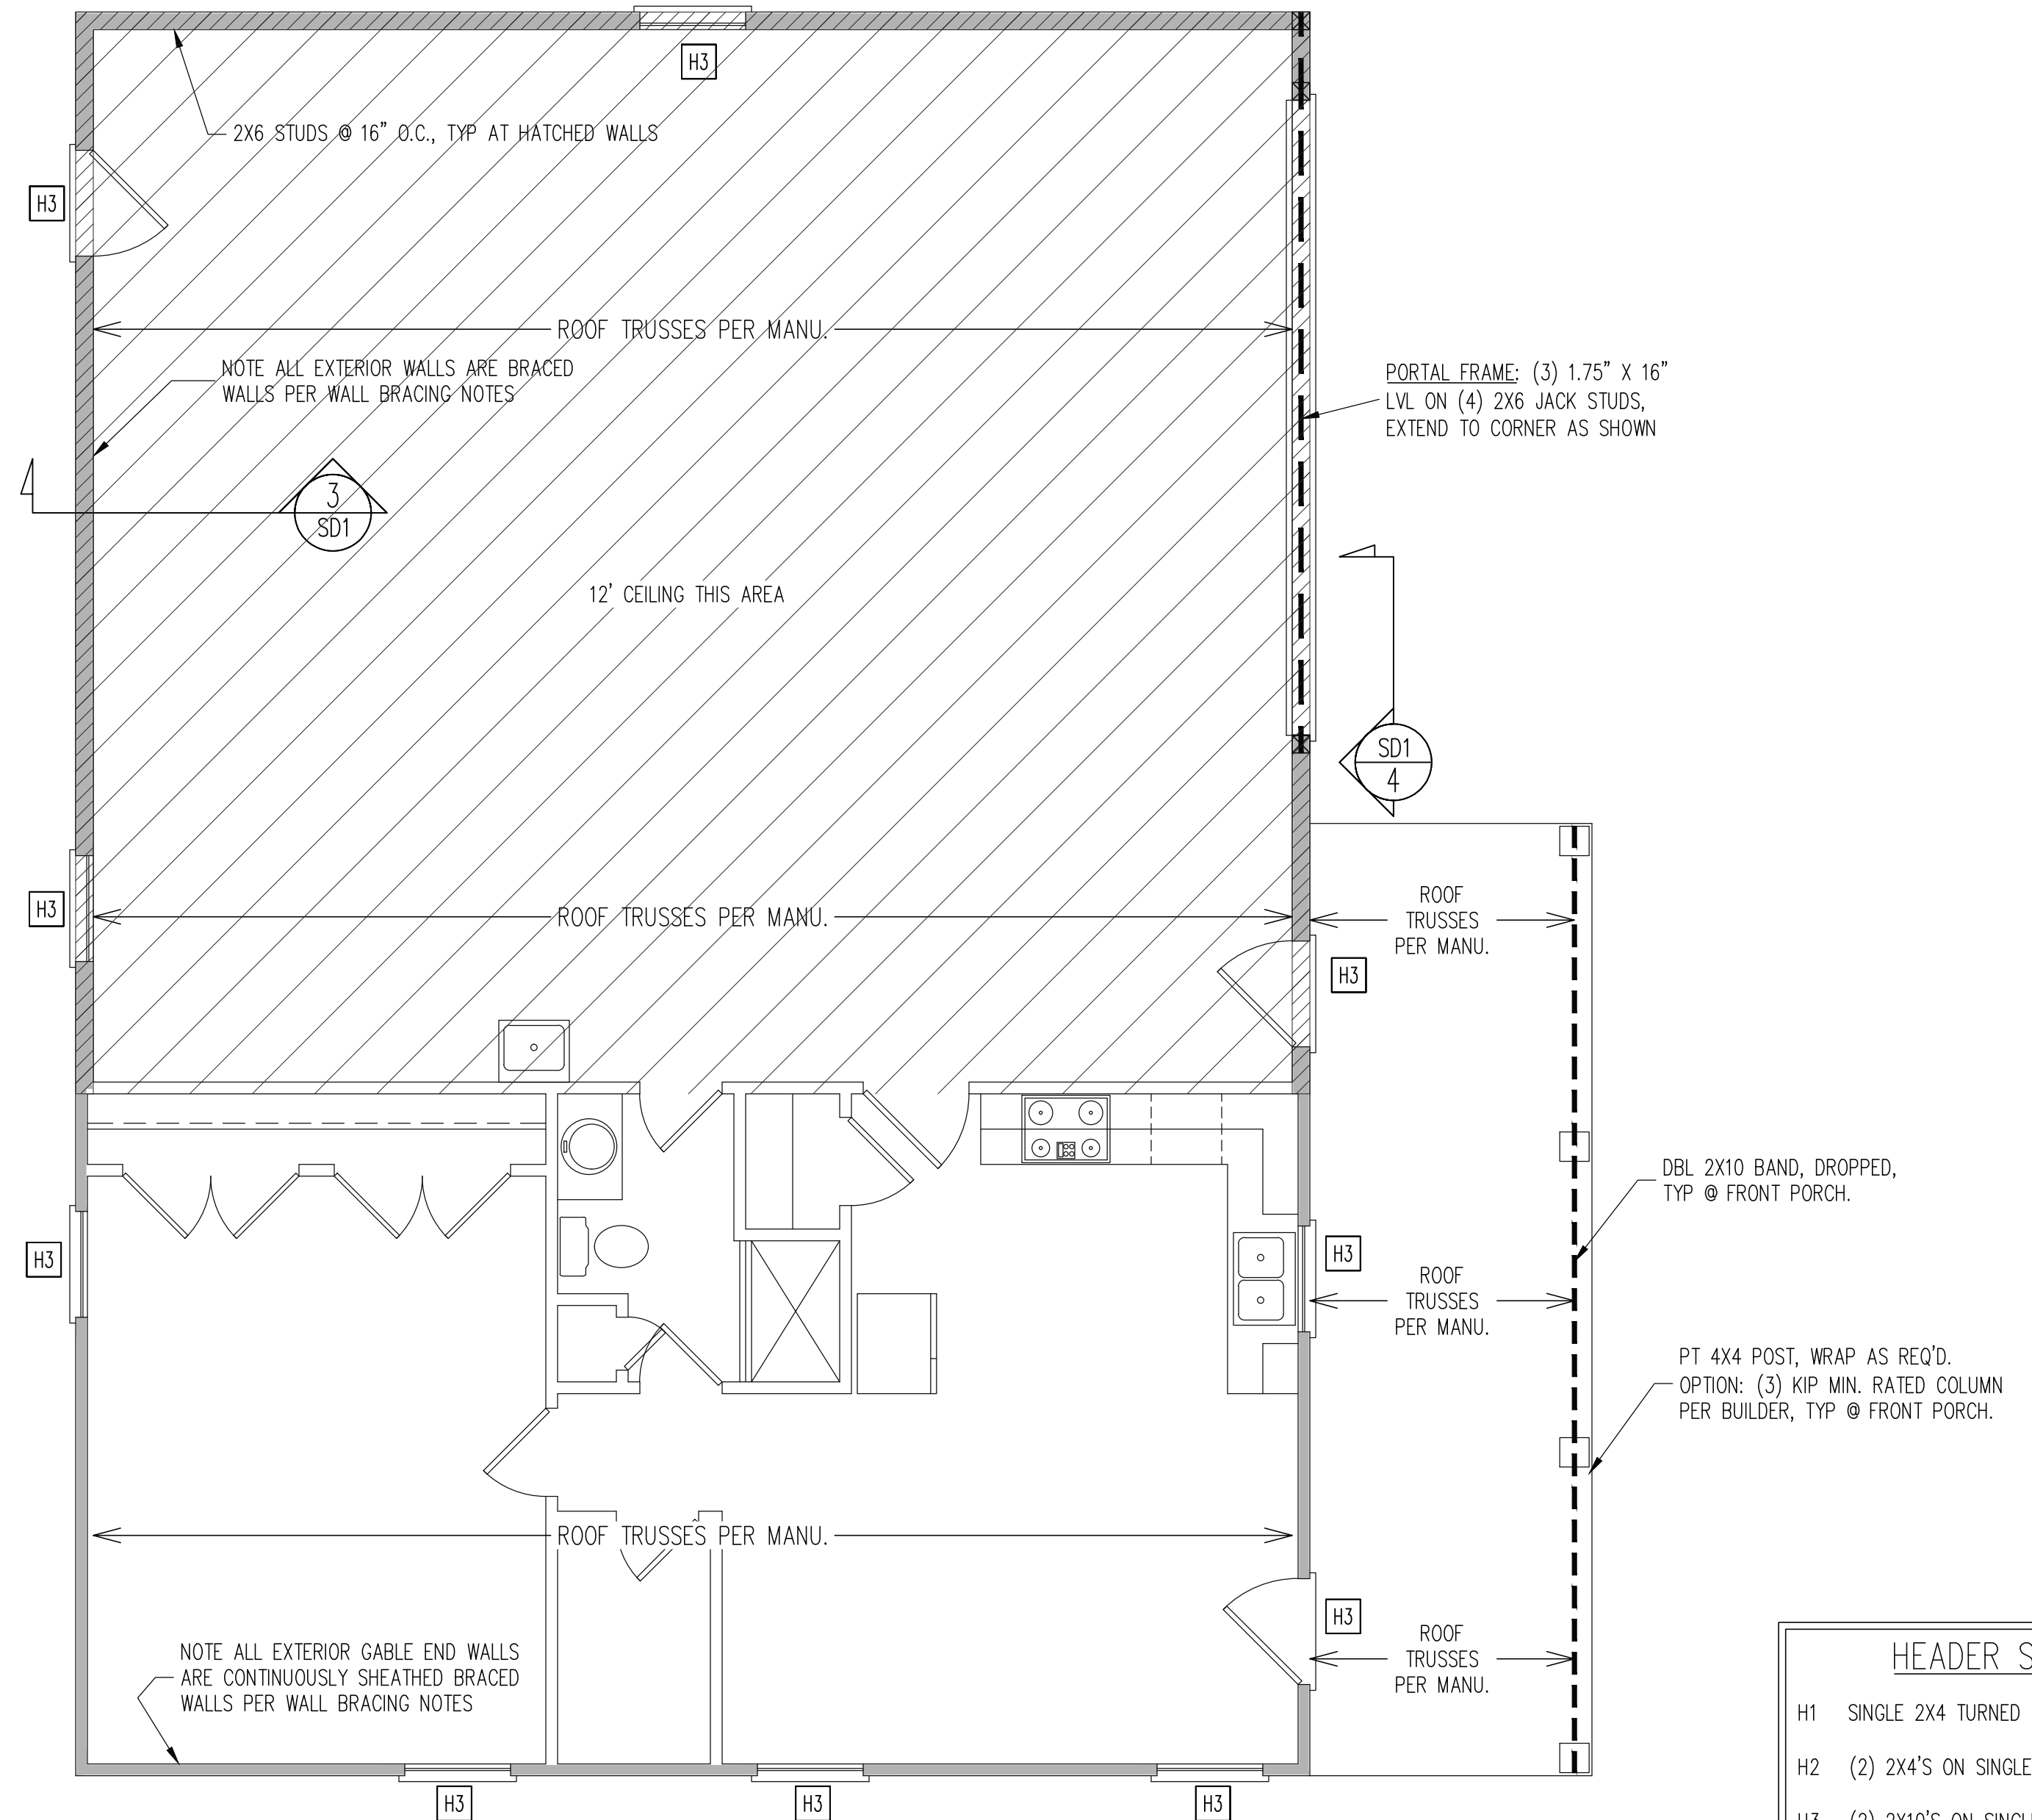 H3
2X6 STUDS @ 16" O.C., TYP AT HATCHED WALLS
H3
ROOF TRUSSES PER MANU.
NOTE ALL EXTERIOR WALLS ARE BRACED
WALLS PER WALL BRACING NOTES
PORTAL FRAME: (3) 1.75" X 16"
LVL ON (4) 2X6 JACK STUDS,
EXTEND TO CORNER AS SHOWN
3
SD1
12' CEILING THIS AREA
SD1
4
H3
ROOF TRUSSES PER MANU.
ROOF
TRUSSES
PER MANU.
H3
H3
H3
ROOF
TRUSSES
PER MANU.
DBL 2X10 BAND, DROPPED,
TYP @ FRONT PORCH.
PT 4X4 POST, WRAP AS REQ'D.
OPTION: (3) KIP MIN. RATED COLUMN
PER BUILDER, TYP @ FRONT PORCH.
ROOF TRUSSES PER MANU.
H3
ROOF
TRUSSES
PER MANU.
NOTE ALL EXTERIOR GABLE END WALLS
ARE CONTINUOUSLY SHEATHED BRACED
WALLS PER WALL BRACING NOTES
H3
H3
H3
HEADER S
H1 SINGLE 2X4 TURNED
H2 (2) 2X4'S ON SINGLE
H3 (2) 2X10'S ON